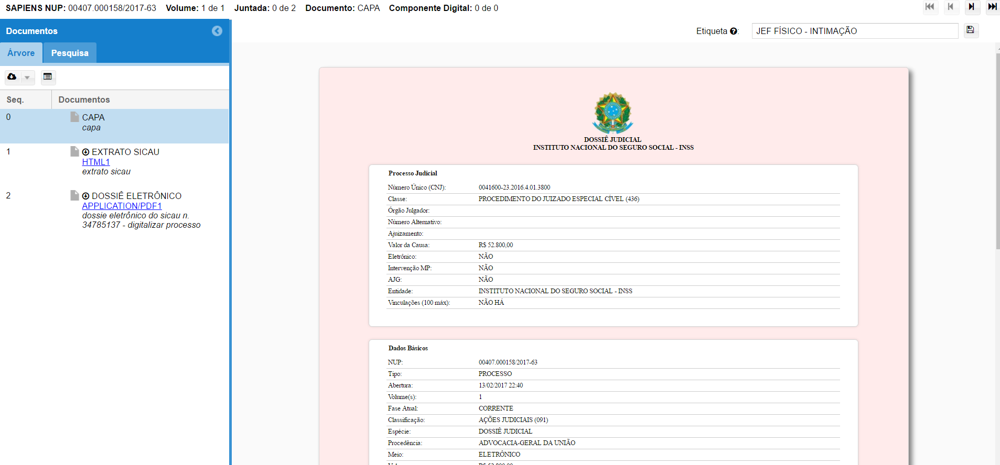 SAPIENS NUP: 00407.000158/2017-63 Volume: 1 de 1 Juntada: 0 de 2 Documento: CAPA Componente Digital: 0 de 0
Documentos
Etiqueta ?: JEF FÍSICO - INTIMAÇÃO
Árvore Pesquisa
Seq. Documentos
0 CAPA
capa
1 EXTRATO SICAU
HTML1
extrato sicau
2 DOSSIÊ ELETRÔNICO
APPLICATION/PDF1
dossie eletrônico do sicau n.
34785137 - digitalizar processo
DOSSIÊ JUDICIAL
INSTITUTO NACIONAL DO SEGURO SOCIAL - INSS
Processo Judicial
Número Único (CNJ): 0041600-23.2016.4.01.3800
Classe: PROCEDIMENTO DO JUIZADO ESPECIAL CÍVEL (436)
Órgão Julgador:
Número Alternativo:
Ajuizamento:
Valor da Causa: R$ 52.800,00
Eletrônico: NÃO
Intervenção MP: NÃO
AJG: NÃO
Entidade: INSTITUTO NACIONAL DO SEGURO SOCIAL - INSS
Vinculações (100 máx): NÃO HÁ
Dados Básicos
NUP: 00407.000158/2017-63
Tipo: PROCESSO
Abertura: 13/02/2017 22:40
Volume(s): 1
Fase Atual: CORRENTE
Classificação: AÇÕES JUDICIAIS (091)
Espécie: DOSSIÊ JUDICIAL
Procedência: ADVOCACIA-GERAL DA UNIÃO
Meio: ELETRÔNICO
R$ 52.800,00